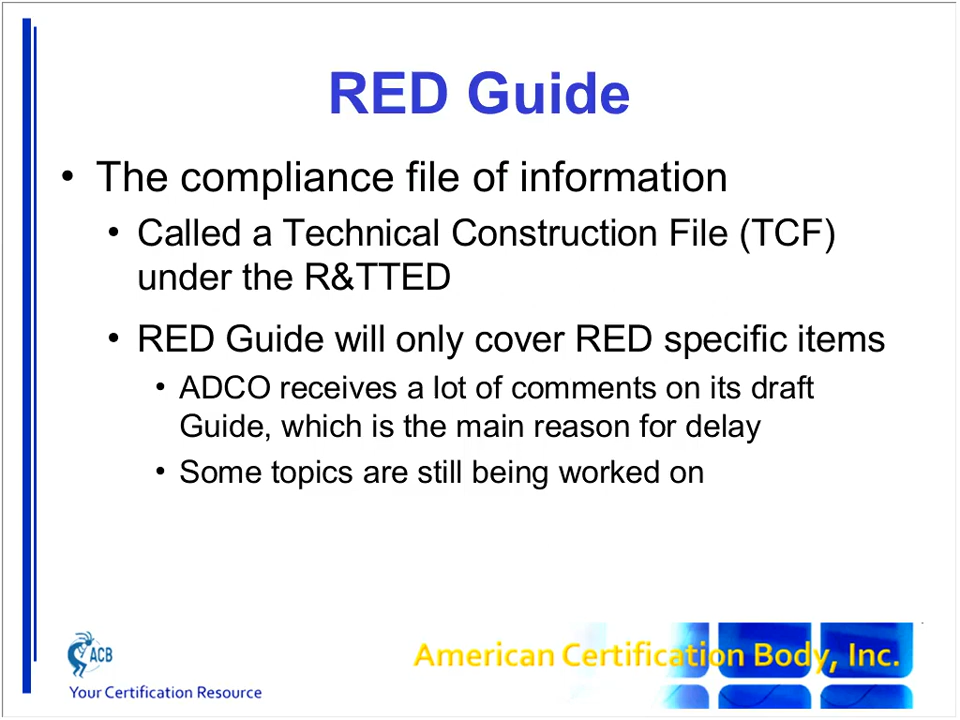 RED Guide
• The compliance file of information
• Called a Technical Construction File (TCF)
under the R&TTED
• RED Guide will only cover RED specific items
• ADCO receives a lot of comments on its draft
Guide, which is the main reason for delay
• Some topics are still being worked on
ACB
American Certification Body, Inc.
Your Certification Resource